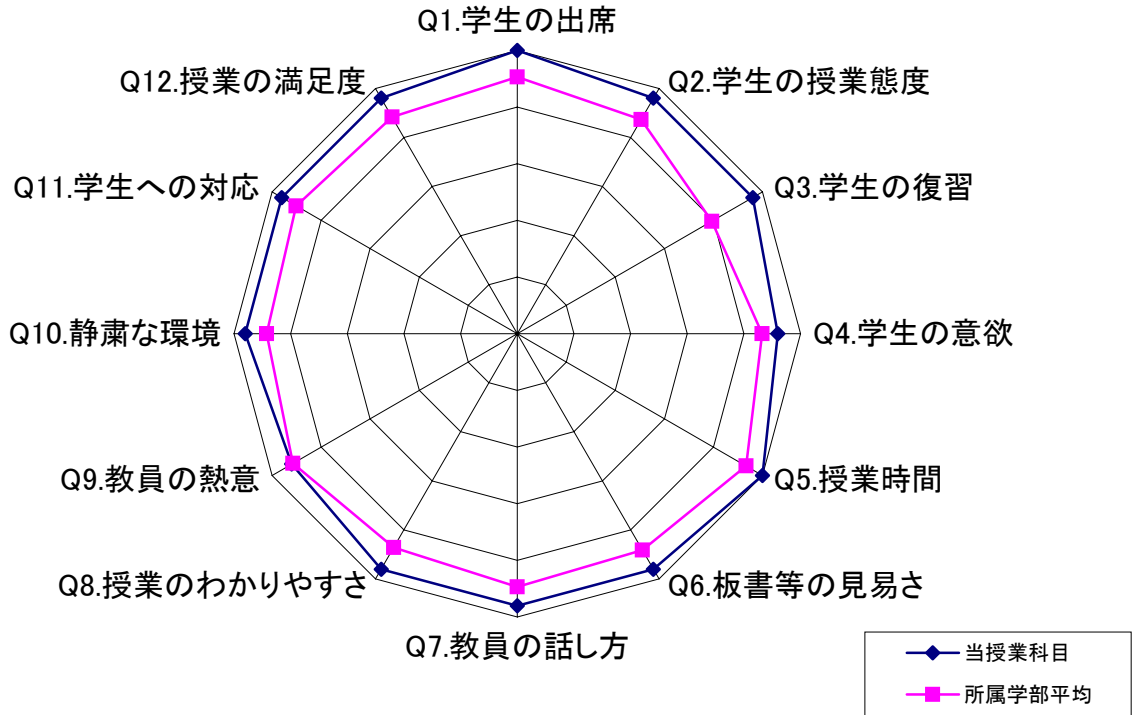 Q1.学生の出席
Q2.学生の授業態度
Q3.学生の復習
Q4.学生の意欲
Q5.授業時間
Q6.板書等の見易さ
Q7.教員の話し方
Q8.授業のわかりやすさ
Q9.教員の熱意
Q10.静粛な環境
Q11.学生への対応
Q12.授業の満足度
当授業科目
所属学部平均